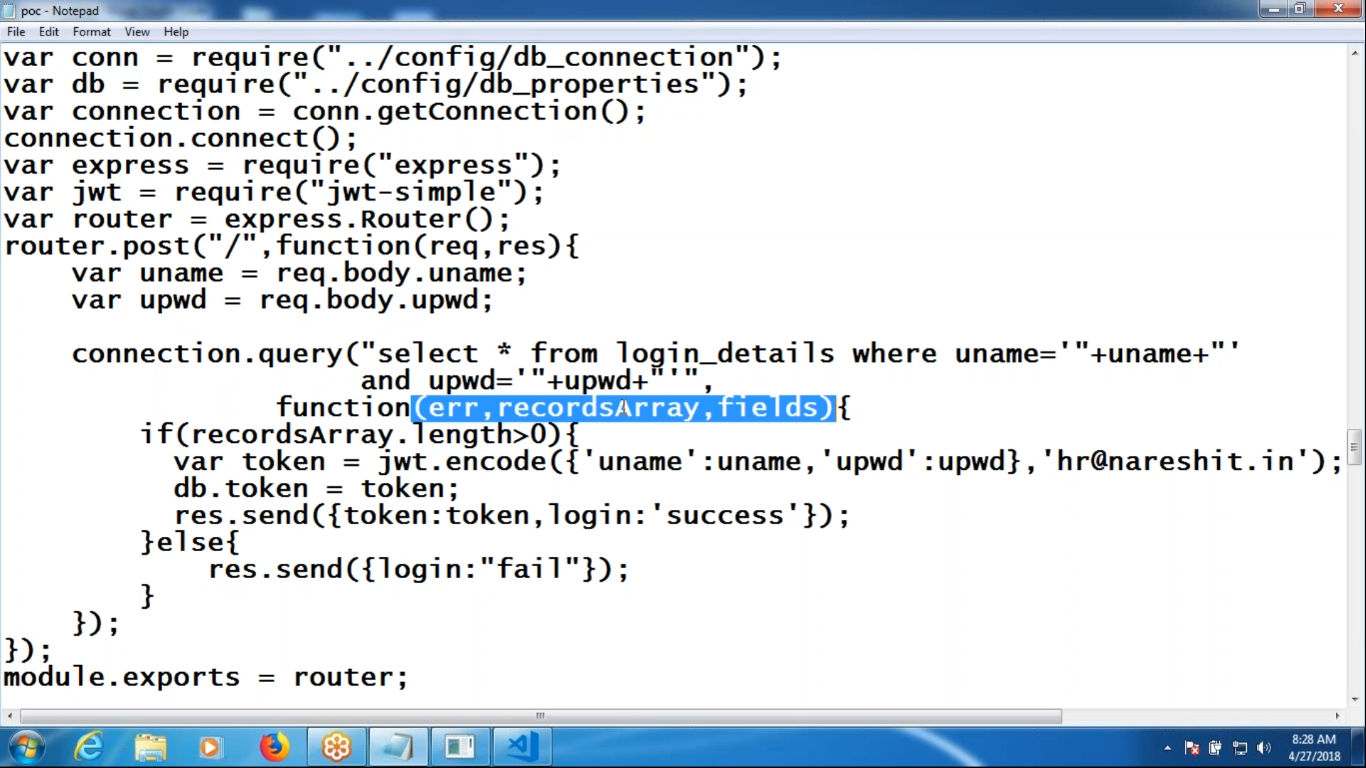 poc - Notepad
File Edit Format View Help
var conn = require("../config/db_connection");
var db = require("../config/db_properties");
var connection = conn.getConnection();
connection.connect();
var express = require("express");
var jwt = require("jwt-simple");
var router = express.Router();
router.post("/",function(req,res){
    var uname = req.body.uname;
    var upwd = req.body.upwd;
    connection.query("select * from login_details where uname='"+uname+"'
                     and upwd='"+upwd+"'",
                function(err,recordsArray,fields){
        if(recordsArray.length>0){
          var token = jwt.encode({'uname':uname,'upwd':upwd},'hr@nareshit.in');
          db.token = token;
          res.send({token:token,login:'success'});
        }else{
            res.send({login:"fail"});
        }
    });
});
module.exports = router;
8:28 AM
4/27/2018